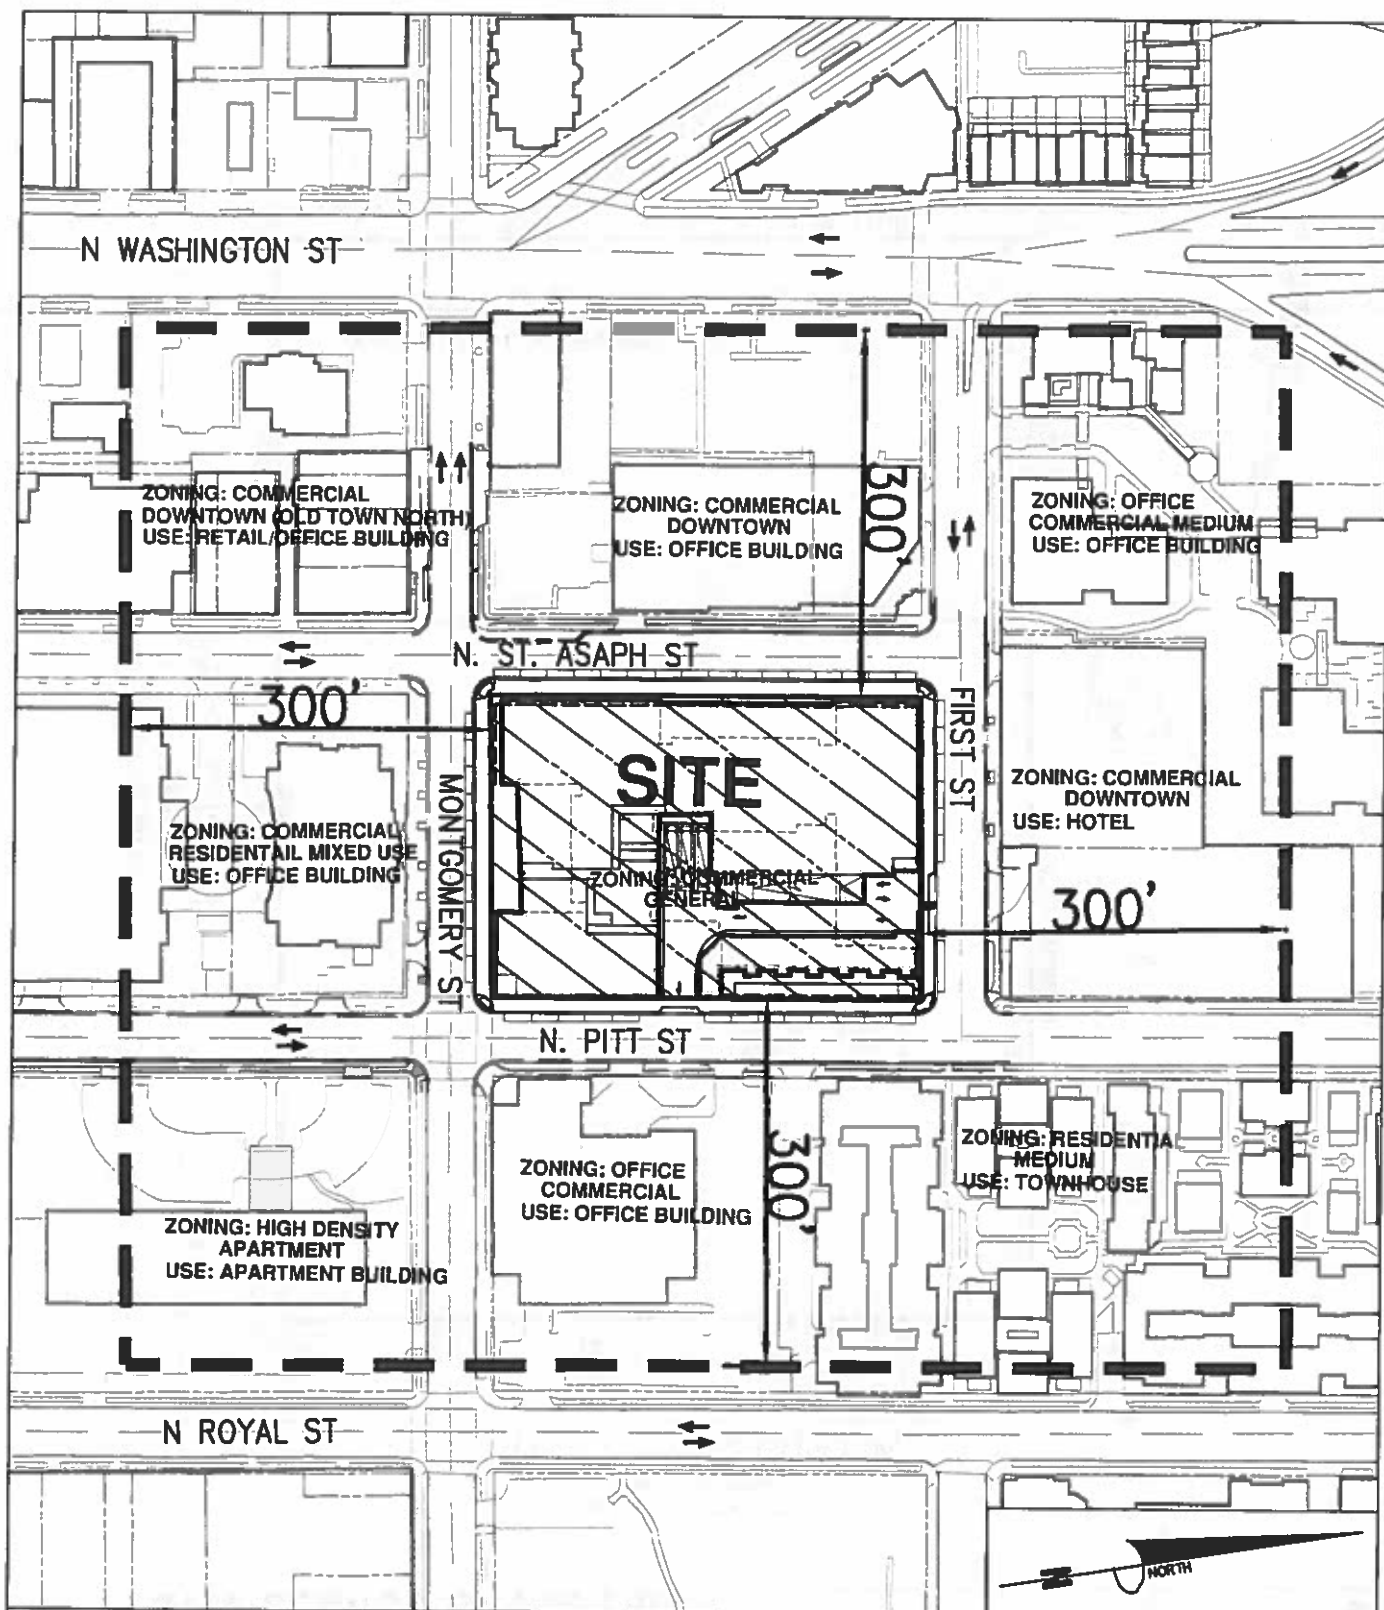 N WASHINGTON ST
ZONING: COMMERCIAL
DOWNTOWN (OLD TOWN NORTH)
USE: RETAIL/OFFICE BUILDING
ZONING: COMMERCIAL
DOWNTOWN
USE: OFFICE BUILDING
300'
ZONING: OFFICE
COMMERCIAL MEDIUM
USE: OFFICE BUILDING
N. ST. ASAPH ST
300'
FIRST ST
SITE
MONTGOMERY ST
ZONING: COMMERCIAL
DOWNTOWN
USE: HOTEL
ZONING: COMMERCIAL
RESIDENTAIL MIXED USE
USE: OFFICE BUILDING
ZONING: COMMERCIAL
GENERAL
300'
N. PITT ST
300'
ZONING: RESIDENTIA
MEDIUM
USE: TOWNHOUSE
ZONING: OFFICE
COMMERCIAL
USE: OFFICE BUILDING
ZONING: HIGH DENSITY
APARTMENT
USE: APARTMENT BUILDING
N ROYAL ST
NORTH